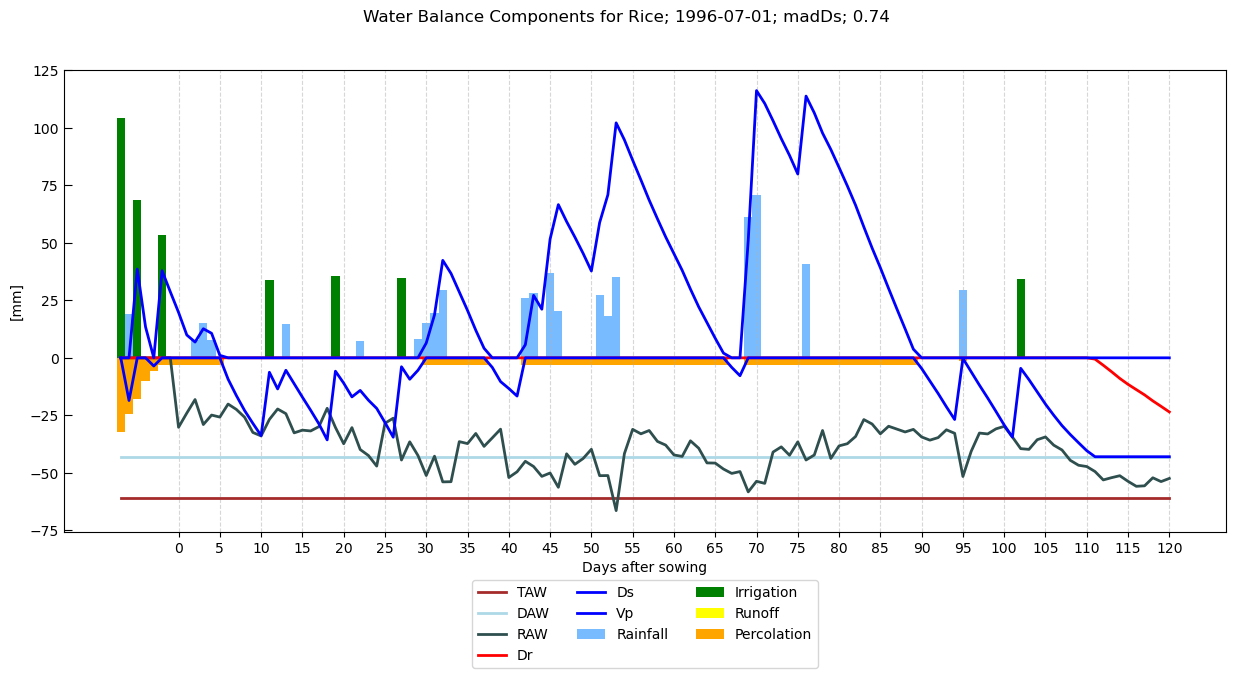 Water Balance Components for Rice; 1996-07-01; madDs; 0.74
125
100
75
50
25
0
−25
−50
−75
[mm]
0 5 10 15 20 25 30 35 40 45 50 55 60 65 70 75 80 85 90 95 100 105 110 115 120
Days after sowing
TAW Ds Irrigation
DAW Vp Runoff
RAW Rainfall Percolation
Dr